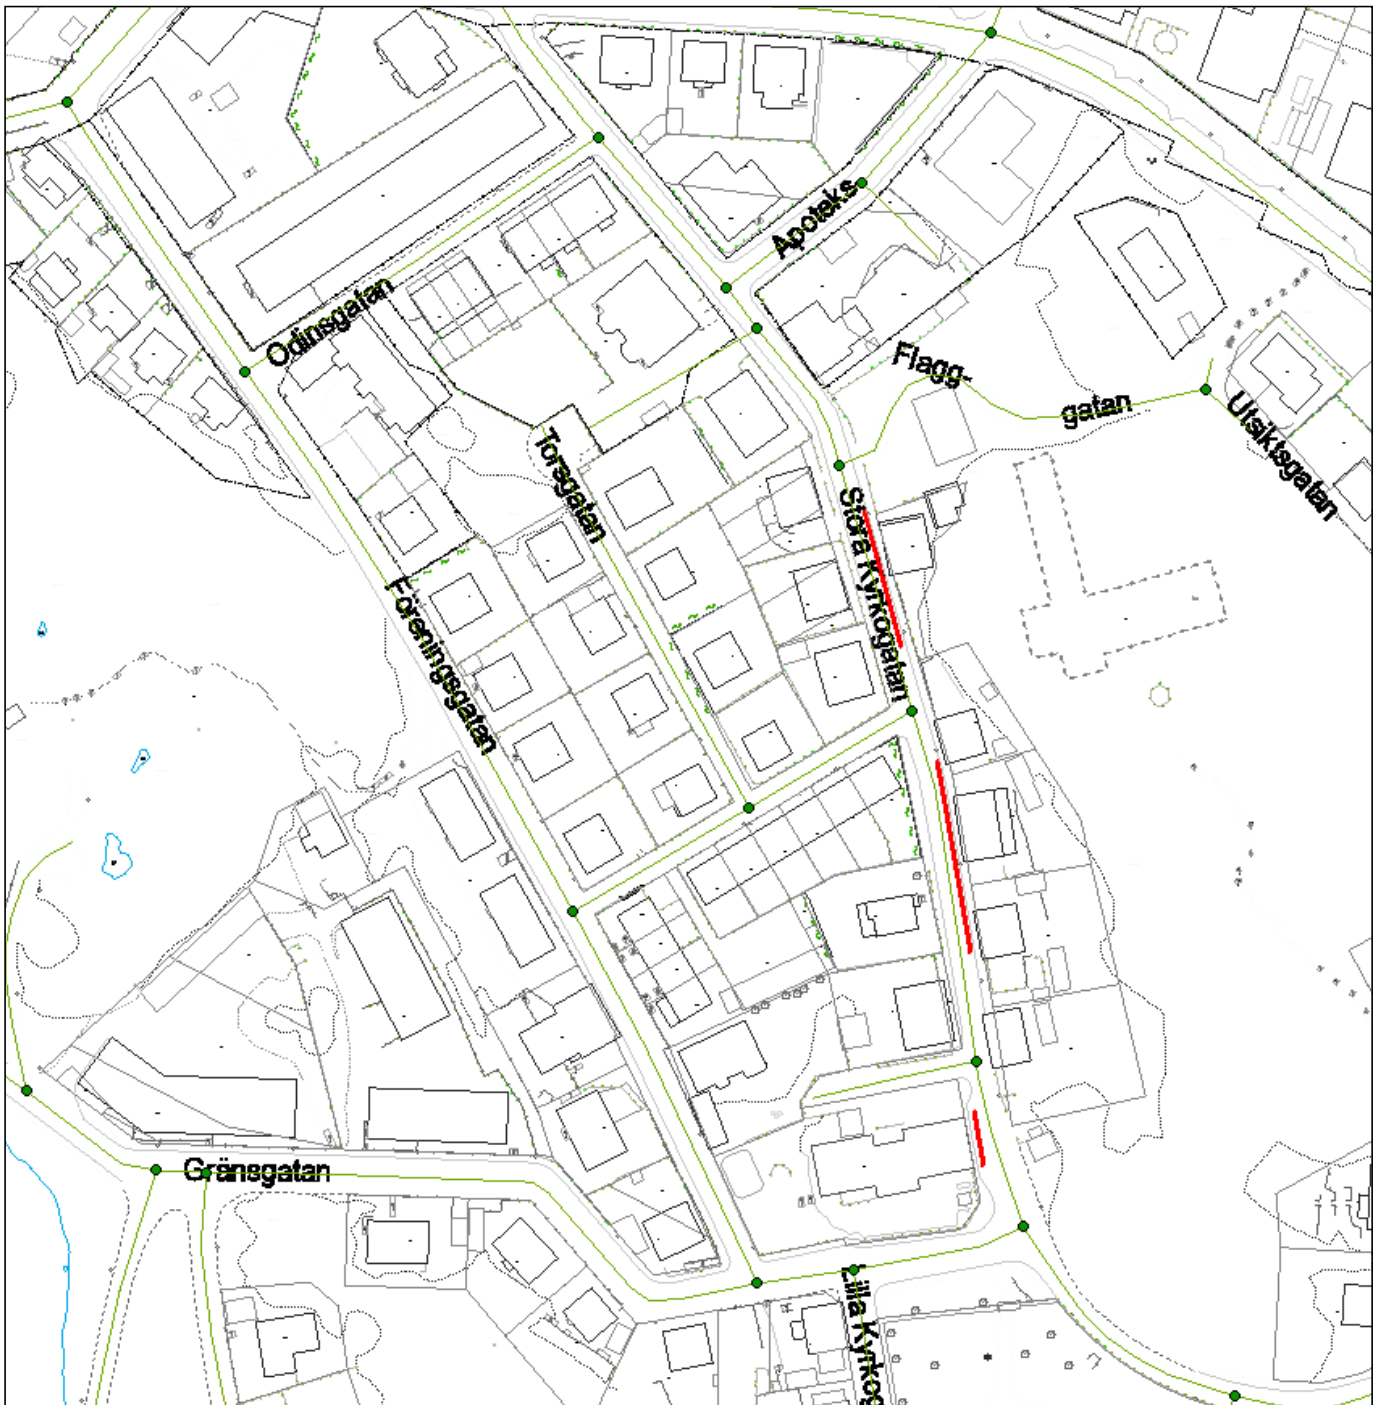 Apoteks
Odinsgatan
Flagg-
gatan
Utsiktsgatan
Torsgatan
Stora Kyrkogatan
Föreningsgatan
Gränsgatan
Lilla Kyrkog